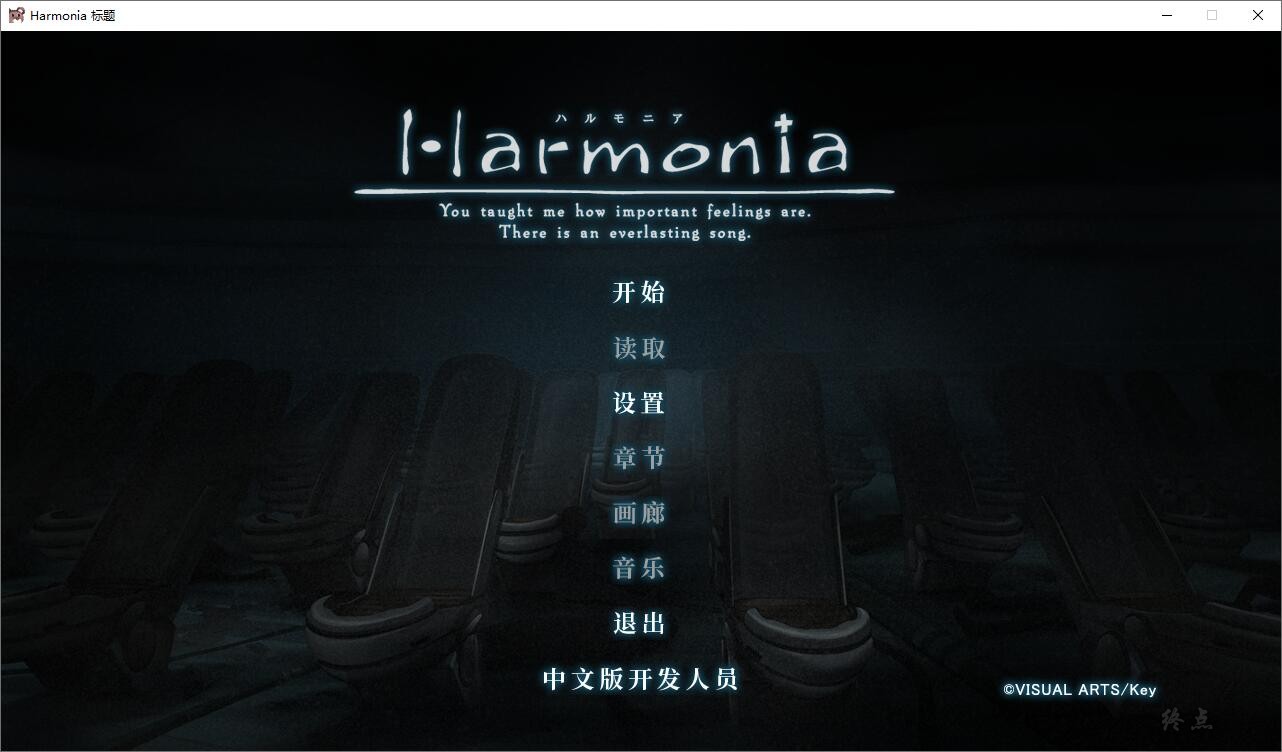 Harmonia 标题
ハルモニア
Harmonia
You taught me how important feelings are.
There is an everlasting song.
开始
读取
设置
章节
画廊
音乐
退出
中文版开发人员
©VISUAL ARTS/Key
终点